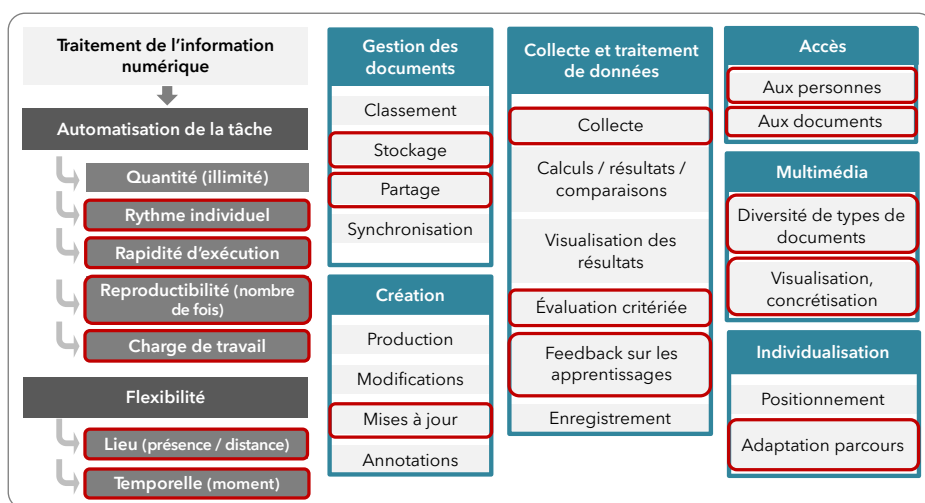 Traitement de l'information
numérique
Automatisation de la tâche
Quantité (illimité)
Rythme individuel
Rapidité d'exécution
Reproductibilité (nombre
de fois)
Charge de travail
Flexibilité
Lieu (présence / distance)
Temporelle (moment)
Gestion des
documents
Classement
Stockage
Partage
Synchronisation
Création
Production
Modifications
Mises à jour
Annotations
Collecte et traitement
de données
Collecte
Calculs / résultats /
comparaisons
Visualisation des
résultats
Évaluation critériée
Feedback sur les
apprentissages
Enregistrement
Accès
Aux personnes
Aux documents
Multimédia
Diversité de types de
documents
Visualisation,
concrétisation
Individualisation
Positionnement
Adaptation parcours